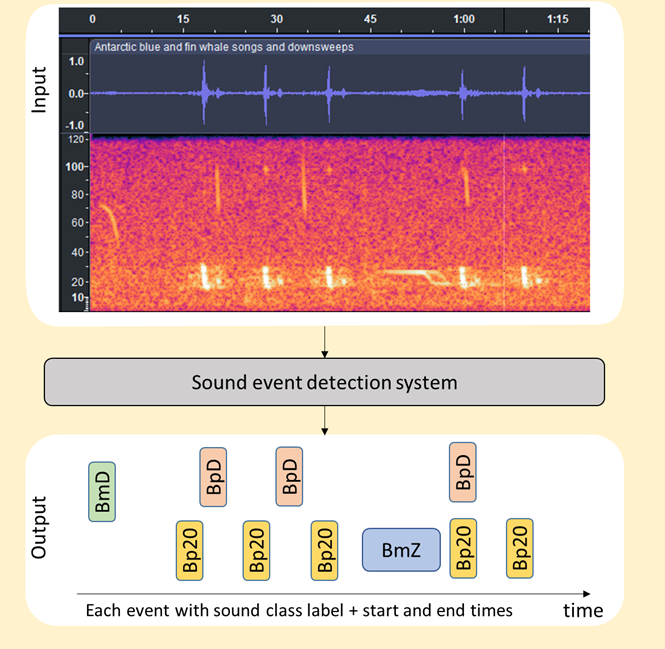 0 15 30 45 1:00 1:15
Antarctic blue and fin whale songs and downsweeps
1.0
0.0-
-1.0
120
100-
80
60
40
20
10
Input
Sound event detection system
Output
BmD BpD BpD BpD
Bp20 Bp20 Bp20 BmZ Bp20 Bp20
Each event with sound class label + start and end times time